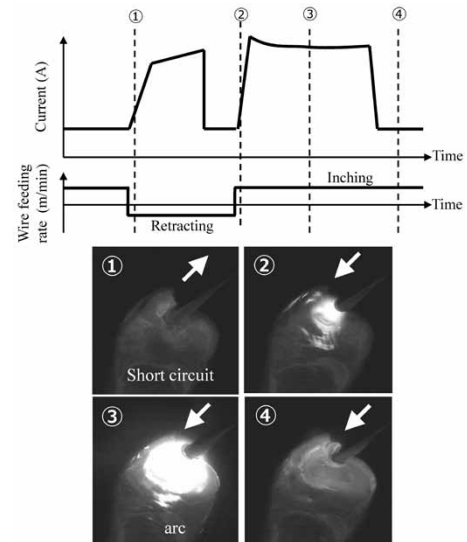 ① ② ③ ④
Current (A)
Time
Wire feeding
rate (m/min)
Inching
Time
Retracting
①
Short circuit
②
③
arc
④